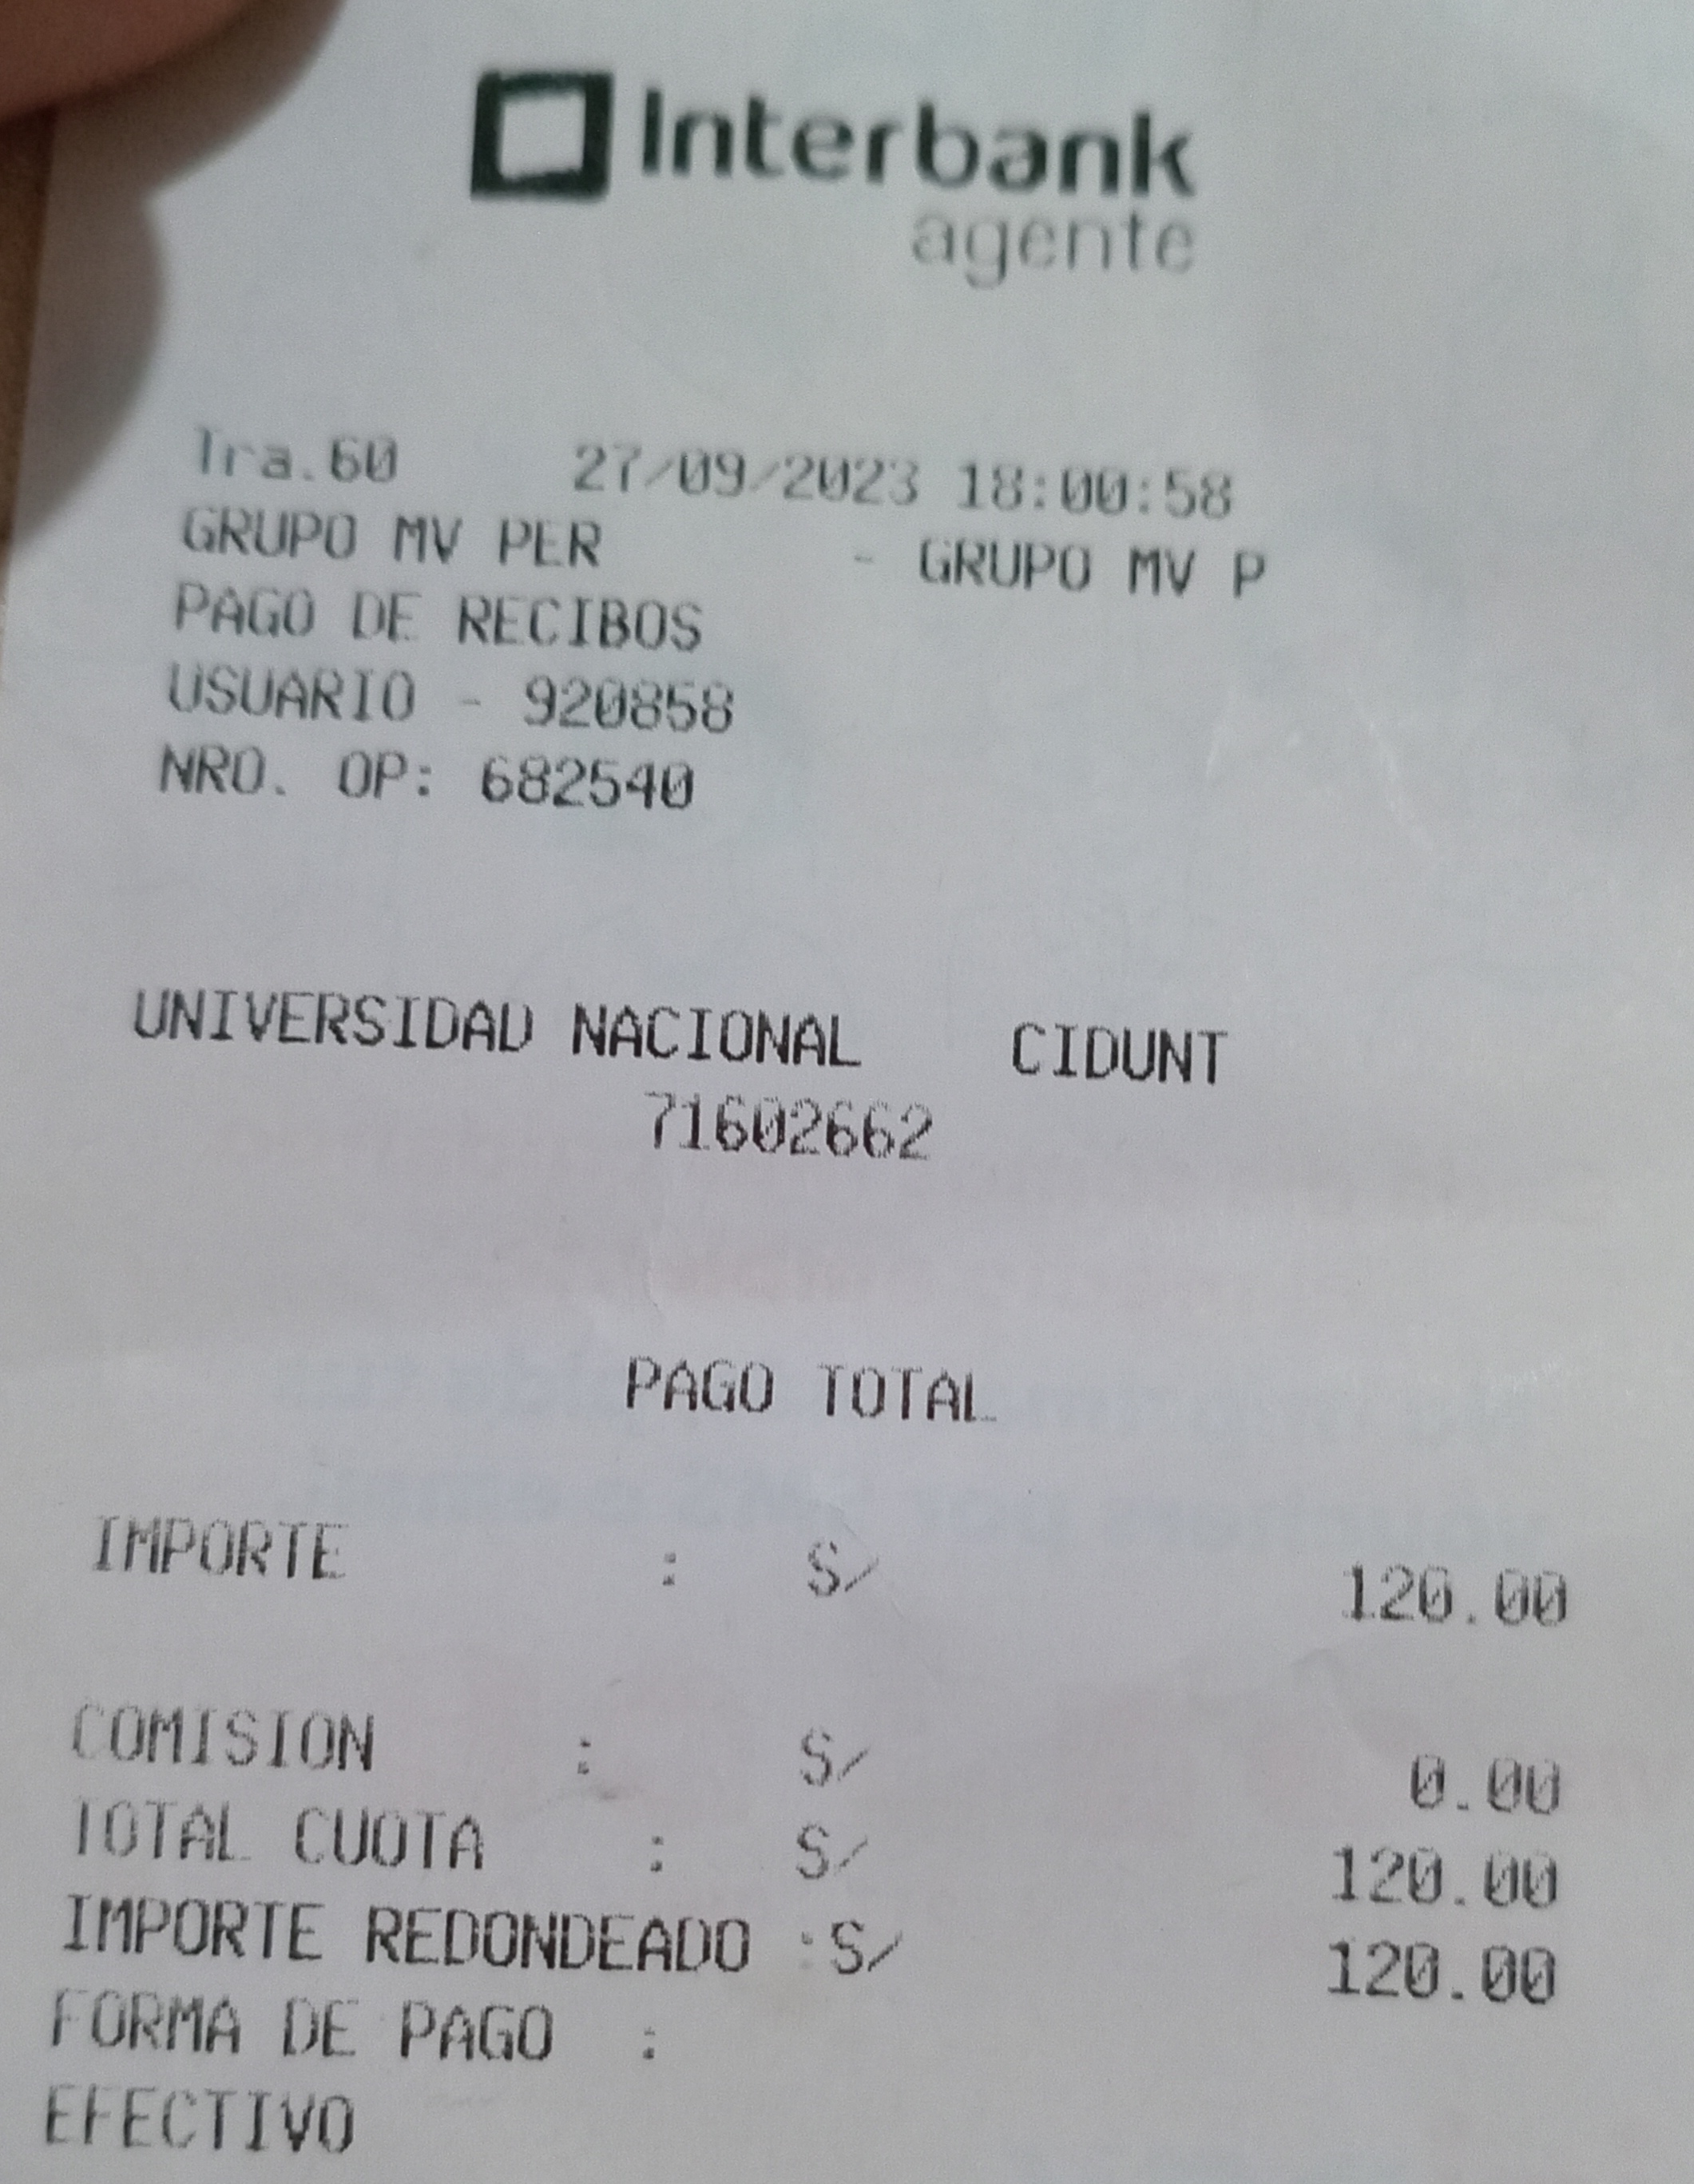 Interbank
agente
Tra.60 27/09/2023 18:00:58
GRUPO MV PER - GRUPO MV P
PAGO DE RECIBOS
USUARIO - 920858
NRO. OP: 682540
UNIVERSIDAD NACIONAL CIDUNT
71602662
PAGO TOTAL
IMPORTE : S/ 120.00
COMISION : S/ 0.00
TOTAL CUOTA : S/ 120.00
IMPORTE REDONDEADO :S/ 120.00
FORMA DE PAGO :
EFECTIVO